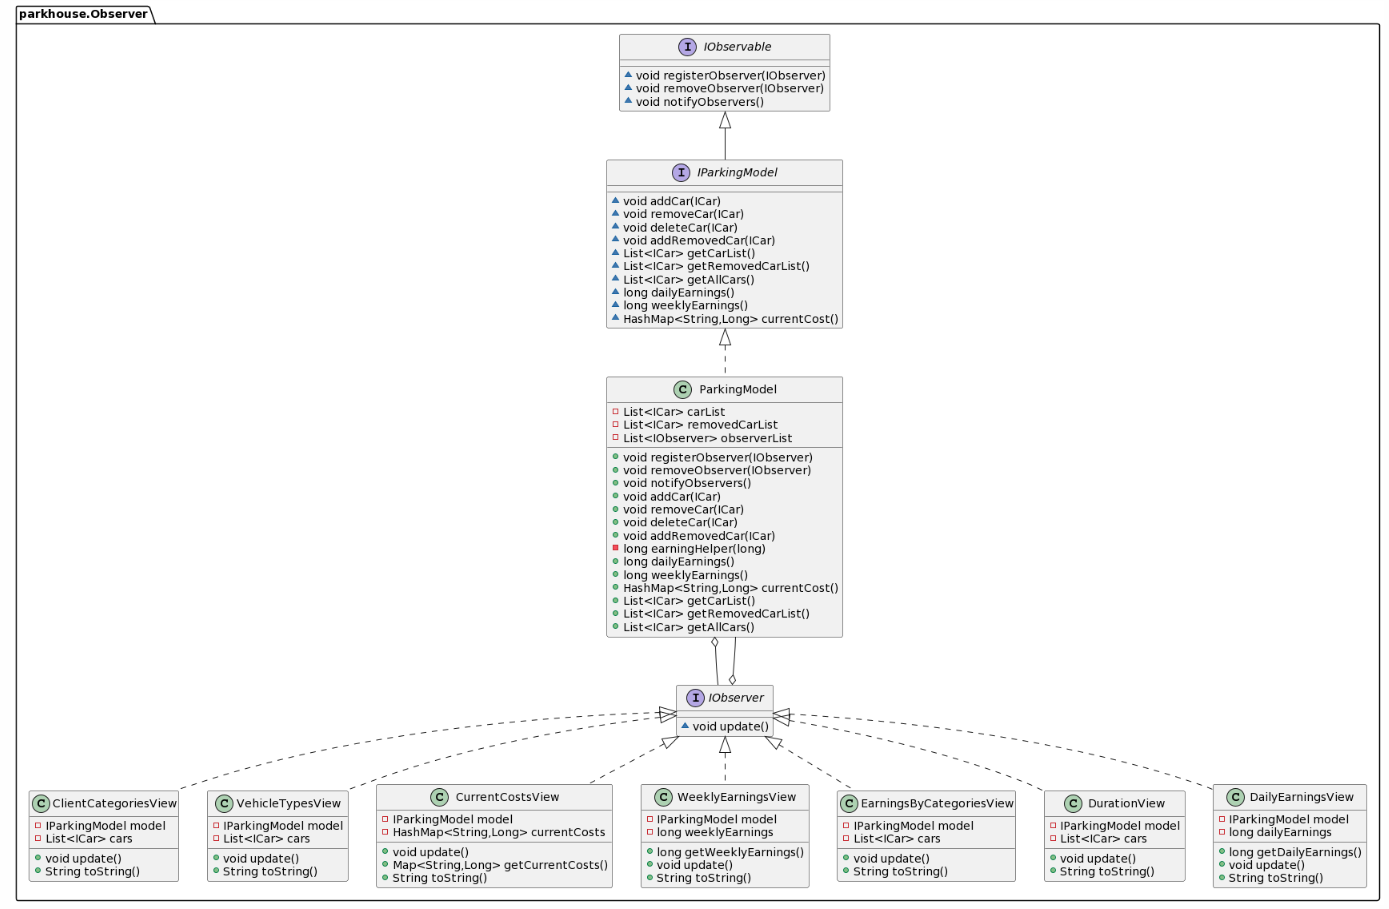 parkhouse.Observer
I IObservable
void registerObserver(IObserver)
void removeObserver(IObserver)
void notifyObservers()
I IParkingModel
void addCar(ICar)
void removeCar(ICar)
void deleteCar(ICar)
void addRemovedCar(ICar)
List<ICar> getCarList()
List<ICar> getRemovedCarList()
List<ICar> getAllCars()
long dailyEarnings()
long weeklyEarnings()
HashMap<String,Long> currentCost()
C ParkingModel
List<ICar> carList
List<ICar> removedCarList
List<IObserver> observerList
void registerObserver(IObserver)
void removeObserver(IObserver)
void notifyObservers()
void addCar(ICar)
void removeCar(ICar)
void deleteCar(ICar)
void addRemovedCar(ICar)
long earningHelper(long)
long dailyEarnings()
long weeklyEarnings()
HashMap<String,Long> currentCost()
List<ICar> getCarList()
List<ICar> getRemovedCarList()
List<ICar> getAllCars()
I IObserver
void update()
C ClientCategoriesView
IParkingModel model
List<ICar> cars
void update()
String toString()
C VehicleTypesView
IParkingModel model
List<ICar> cars
void update()
String toString()
C CurrentCostsView
IParkingModel model
HashMap<String,Long> currentCosts
void update()
Map<String,Long> getCurrentCosts()
String toString()
C WeeklyEarningsView
IParkingModel model
long weeklyEarnings
long getWeeklyEarnings()
void update()
String toString()
C EarningsByCategoriesView
IParkingModel model
List<ICar> cars
void update()
String toString()
C DurationView
IParkingModel model
List<ICar> cars
void update()
String toString()
C DailyEarningsView
IParkingModel model
long dailyEarnings
long getDailyEarnings()
void update()
String toString()